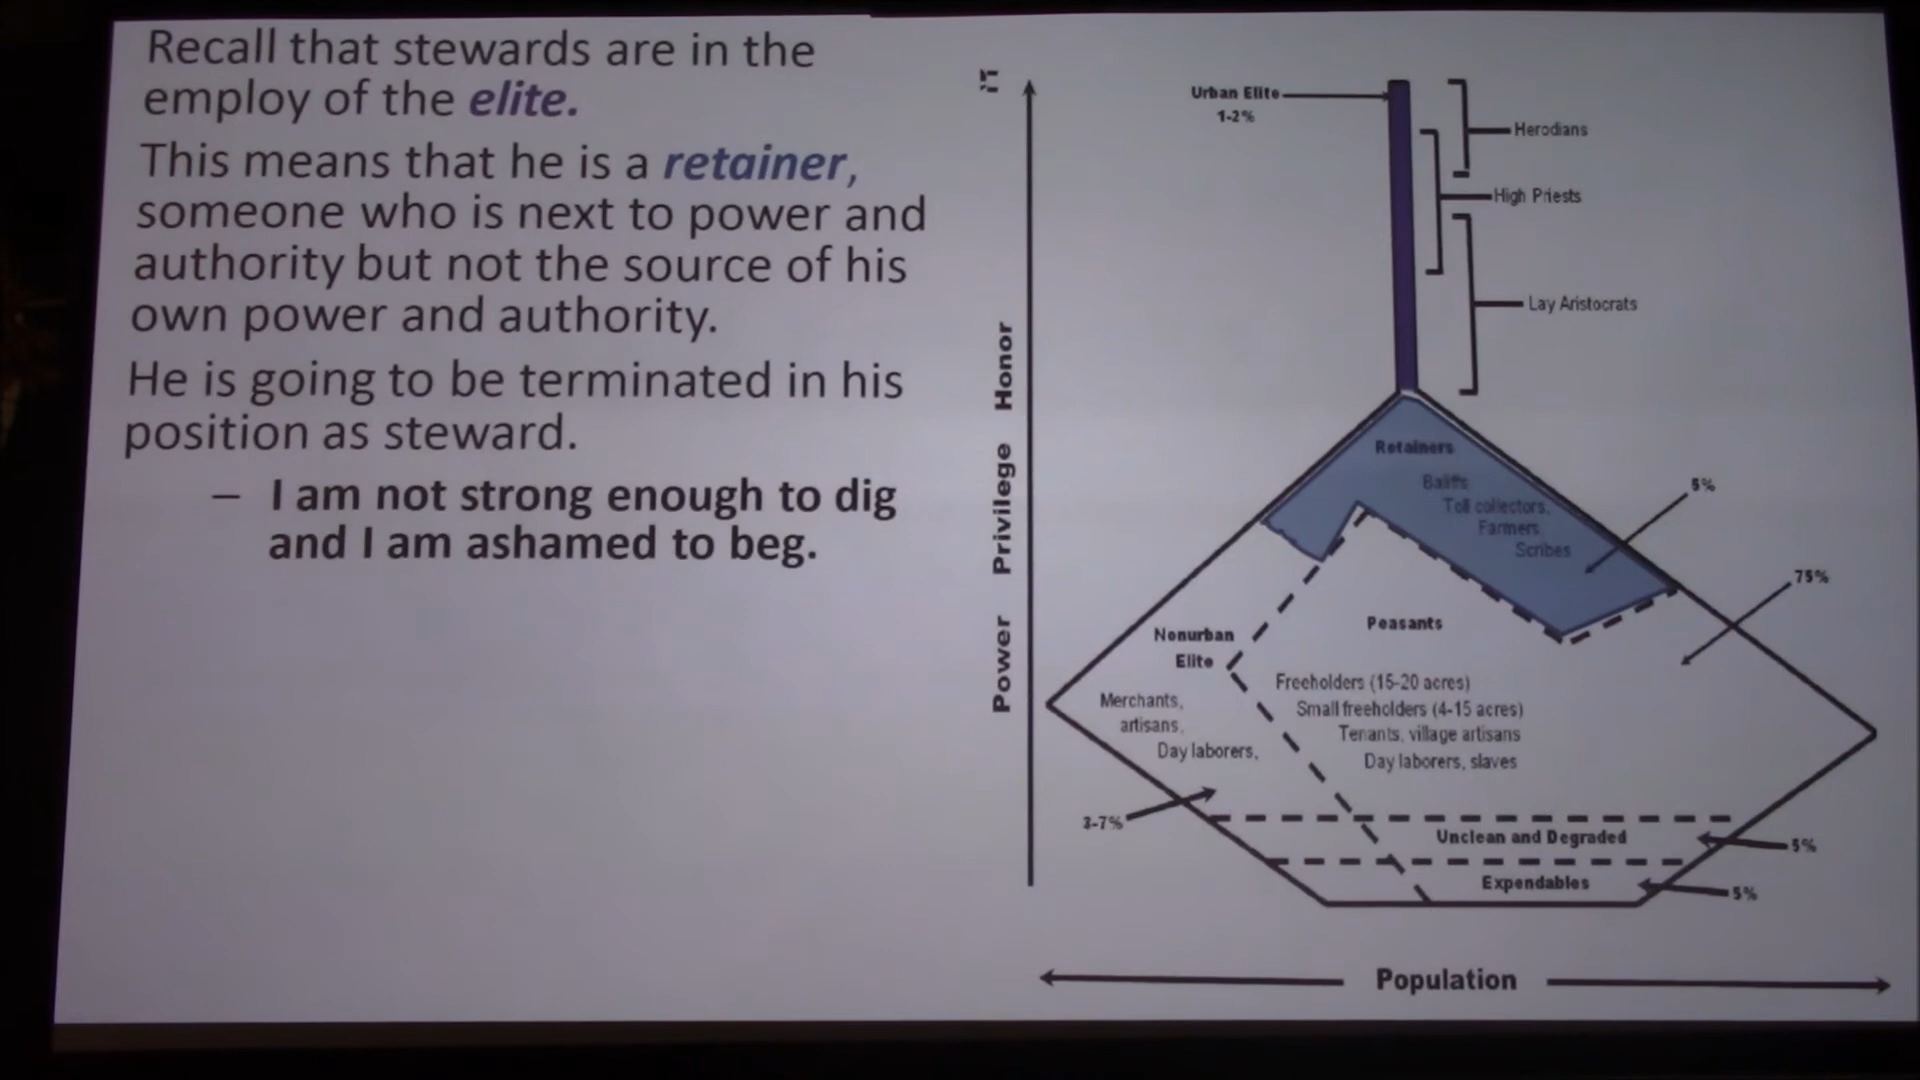 Recall that stewards are in the
employ of the elite.
This means that he is a retainer,
someone who is next to power and
authority but not the source of his
own power and authority.
He is going to be terminated in his
position as steward.
– I am not strong enough to dig
and I am ashamed to beg.
Power Privilege Honor
Urban Elite
1-2%
Herodians
High Priests
Lay Aristocrats
Retainers
Toll collectors,
Farmers
Scribes
5%
75%
Nonurban
Elite
Merchants,
artisans,
Day laborers,
3-7%
Peasants
Freeholders (15-20 acres)
Small freeholders (4-15 acres)
Tenants, village artisans
Day laborers, slaves
Unclean and Degraded
5%
Expendables
5%
Population